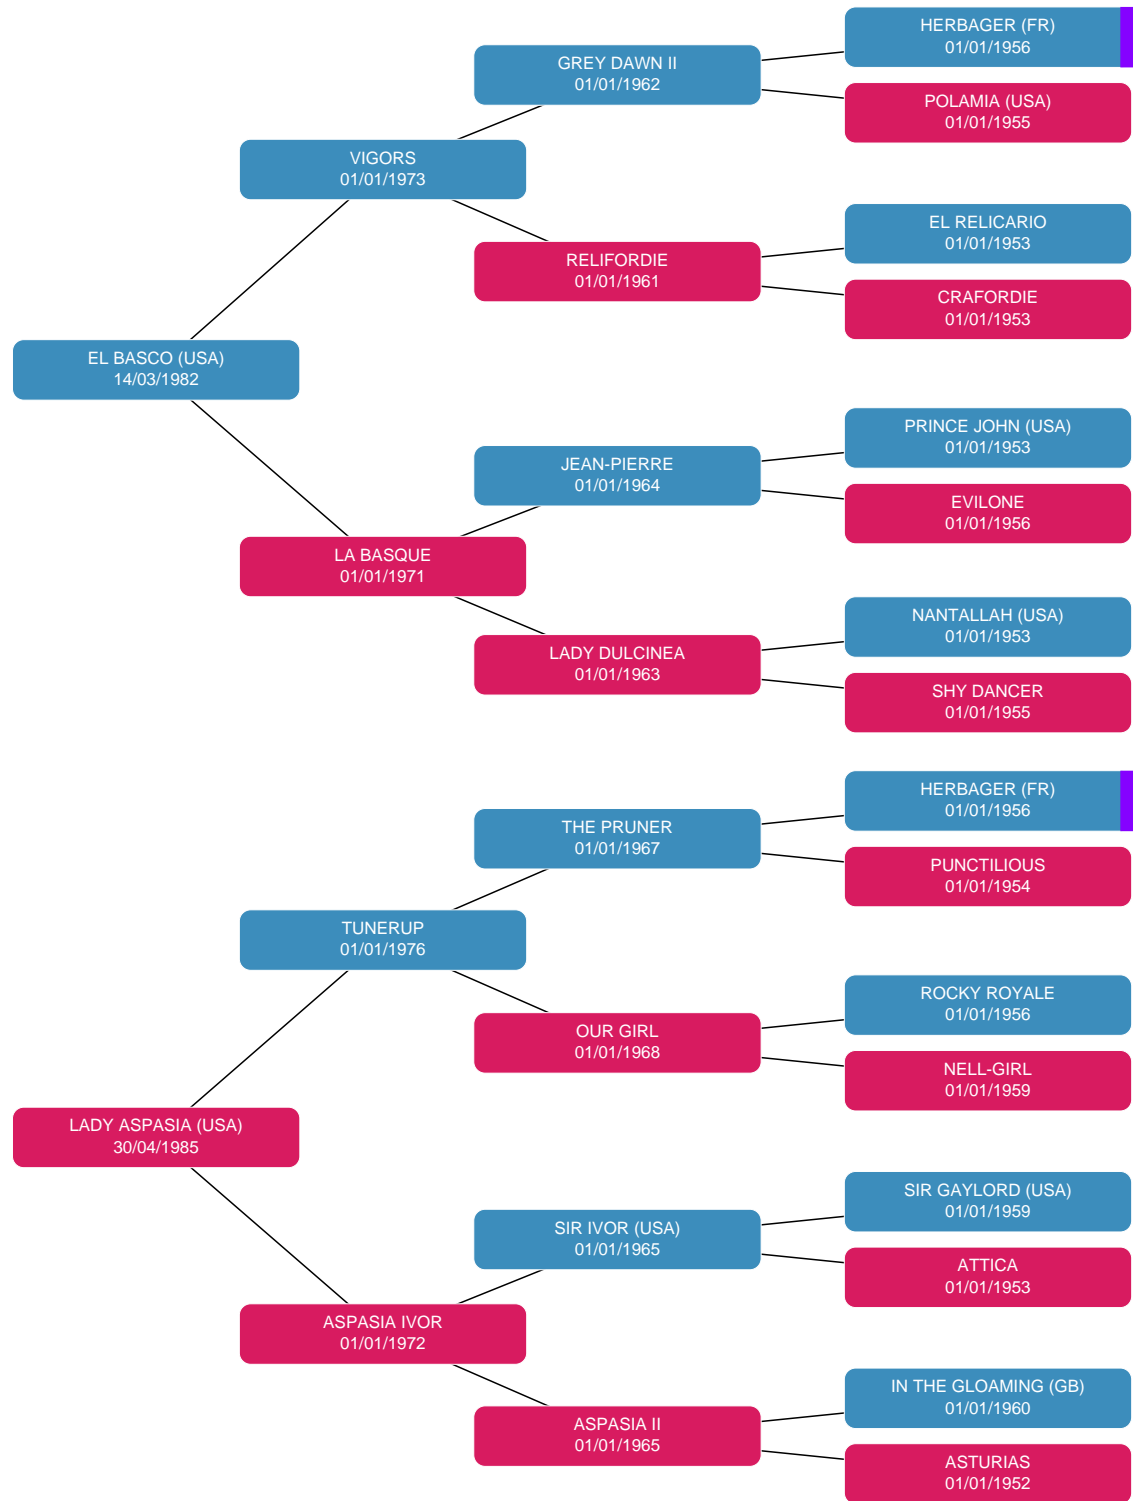 HERBAGER (FR)
01/01/1956
GREY DAWN II
01/01/1962
POLAMIA (USA)
01/01/1955
VIGORS
01/01/1973
EL RELICARIO
01/01/1953
RELIFORDIE
01/01/1961
CRAFORDIE
01/01/1953
EL BASCO (USA)
14/03/1982
PRINCE JOHN (USA)
01/01/1953
JEAN-PIERRE
01/01/1964
EVILONE
01/01/1956
LA BASQUE
01/01/1971
NANTALLAH (USA)
01/01/1953
LADY DULCINEA
01/01/1963
SHY DANCER
01/01/1955
HERBAGER (FR)
01/01/1956
THE PRUNER
01/01/1967
PUNCTILIOUS
01/01/1954
TUNERUP
01/01/1976
ROCKY ROYALE
01/01/1956
OUR GIRL
01/01/1968
NELL-GIRL
01/01/1959
LADY ASPASIA (USA)
30/04/1985
SIR GAYLORD (USA)
01/01/1959
SIR IVOR (USA)
01/01/1965
ATTICA
01/01/1953
ASPASIA IVOR
01/01/1972
IN THE GLOAMING (GB)
01/01/1960
ASPASIA II
01/01/1965
ASTURIAS
01/01/1952